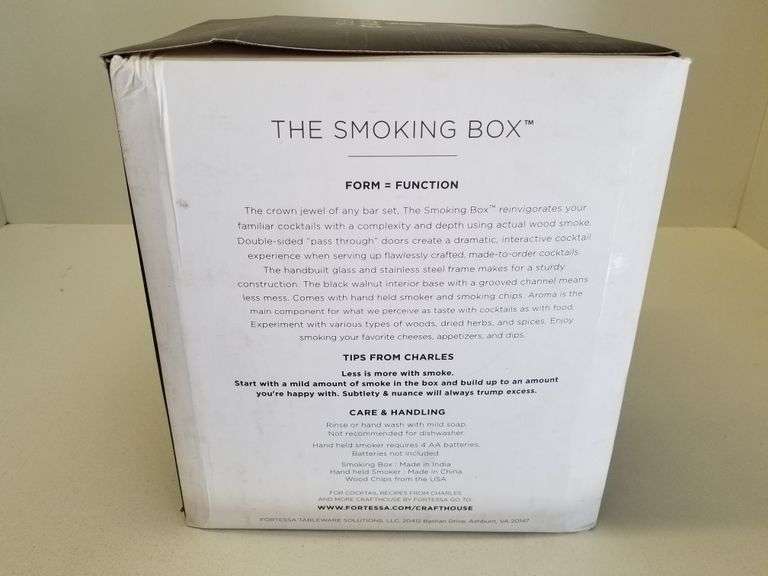 THE SMOKING BOX™
FORM = FUNCTION
The crown jewel of any bar set, The Smoking Box™ reinvigorates your
familiar cocktails with a complexity and depth using actual wood smoke.
Double-sided "pass through" doors create a dramatic, interactive cocktail
experience when serving up flawlessly crafted, made-to-order cocktails.
The handbuilt glass and stainless steel frame makes for a sturdy
construction. The black walnut interior base with a grooved channel means
less mess. Comes with hand held smoker and smoking chips. Aroma is the
main component for what we perceive as taste with cocktails as with food.
Experiment with various types of woods, dried herbs, and spices. Enjoy
smoking your favorite cheeses, appetizers, and dips.
TIPS FROM CHARLES
Less is more with smoke.
Start with a mild amount of smoke in the box and build up to an amount
you're happy with. Subtlety & nuance will always trump excess.
CARE & HANDLING
Rinse or hand wash with mild soap.
Not recommended for dishwasher.
Hand held smoker requires 4 AA batteries.
Batteries not included.
Smoking Box : Made in India
Hand held Smoker : Made in China
Wood Chips from the USA
FOR COCKTAIL RECIPES FROM CHARLES
AND MORE CRAFTHOUSE BY FORTESSA GO TO:
WWW.FORTESSA.COM/CRAFTHOUSE
FORTESSA TABLEWARE SOLUTIONS, LLC, 20412 Bashan Drive, Ashburn, VA 20147